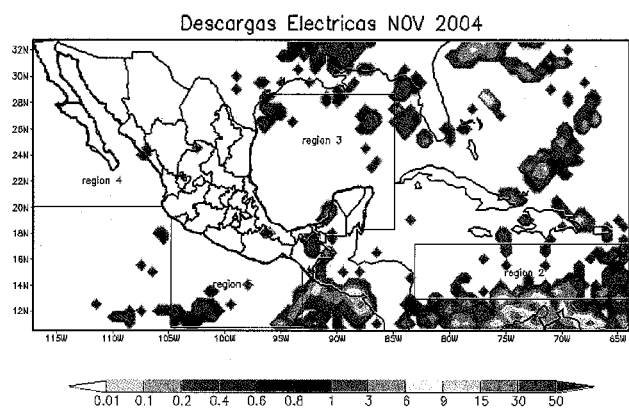 Descargas Electricas NOV 2004
32N
30N
28N
26N
24N
22N
20N
18N
16N
14N
12N
region 3
region 4
region 2
region
115W 110W 105W 100W 95W 90W 85W 80W 75W 70W 65W
0.01 0.1 0.2 0.4 0.6 0.8 1 3 6 9 15 30 50